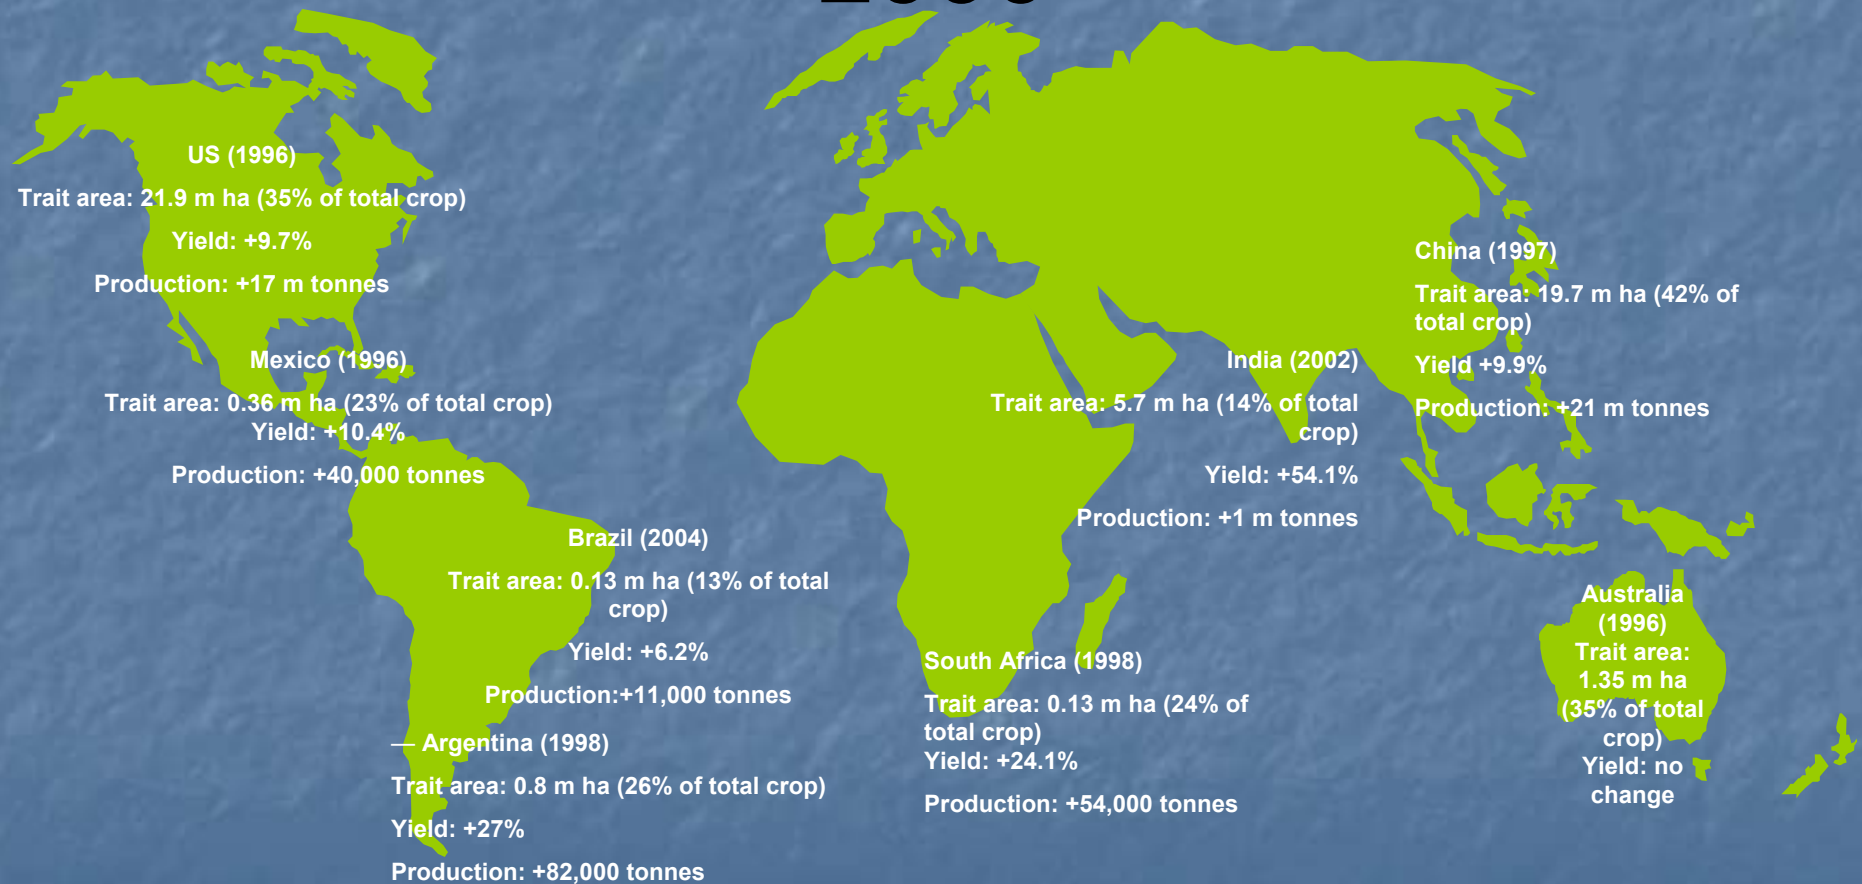 US (1996)
Trait area: 21.9 m ha (35% of total crop)
Yield: +9.7%
Production: +17 m tonnes
Mexico (1996)
Trait area: 0.36 m ha (23% of total crop)
Yield: +10.4%
Production: +40,000 tonnes
Brazil (2004)
Trait area: 0.13 m ha (13% of total
crop)
Yield: +6.2%
Production:+11,000 tonnes
— Argentina (1998)
Trait area: 0.8 m ha (26% of total crop)
Yield: +27%
Production: +82,000 tonnes
South Africa (1998)
Trait area: 0.13 m ha (24% of
total crop)
Yield: +24.1%
Production: +54,000 tonnes
India (2002)
Trait area: 5.7 m ha (14% of total
crop)
Yield: +54.1%
Production: +1 m tonnes
China (1997)
Trait area: 19.7 m ha (42% of
total crop)
Yield +9.9%
Production: +21 m tonnes
Australia
(1996)
Trait area:
1.35 m ha
(35% of total
crop)
Yield: no
change